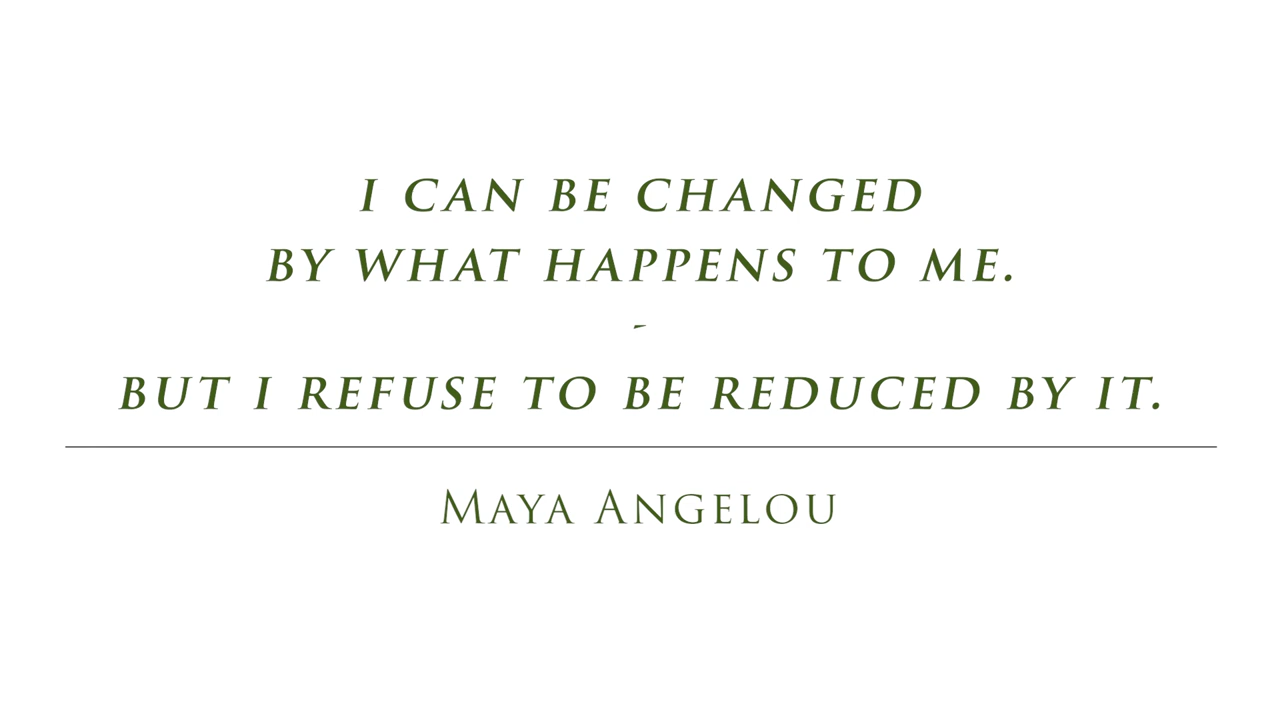 I CAN BE CHANGED
BY WHAT HAPPENS TO ME.
-
BUT I REFUSE TO BE REDUCED BY IT.
MAYA ANGELOU